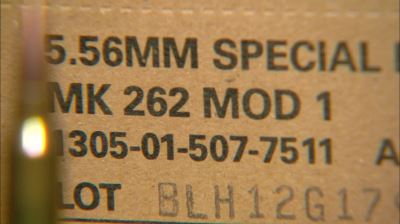 5.56MM SPECIAL
MK 262 MOD 1
1305-01-507-7511 A
LOT BLH12G17